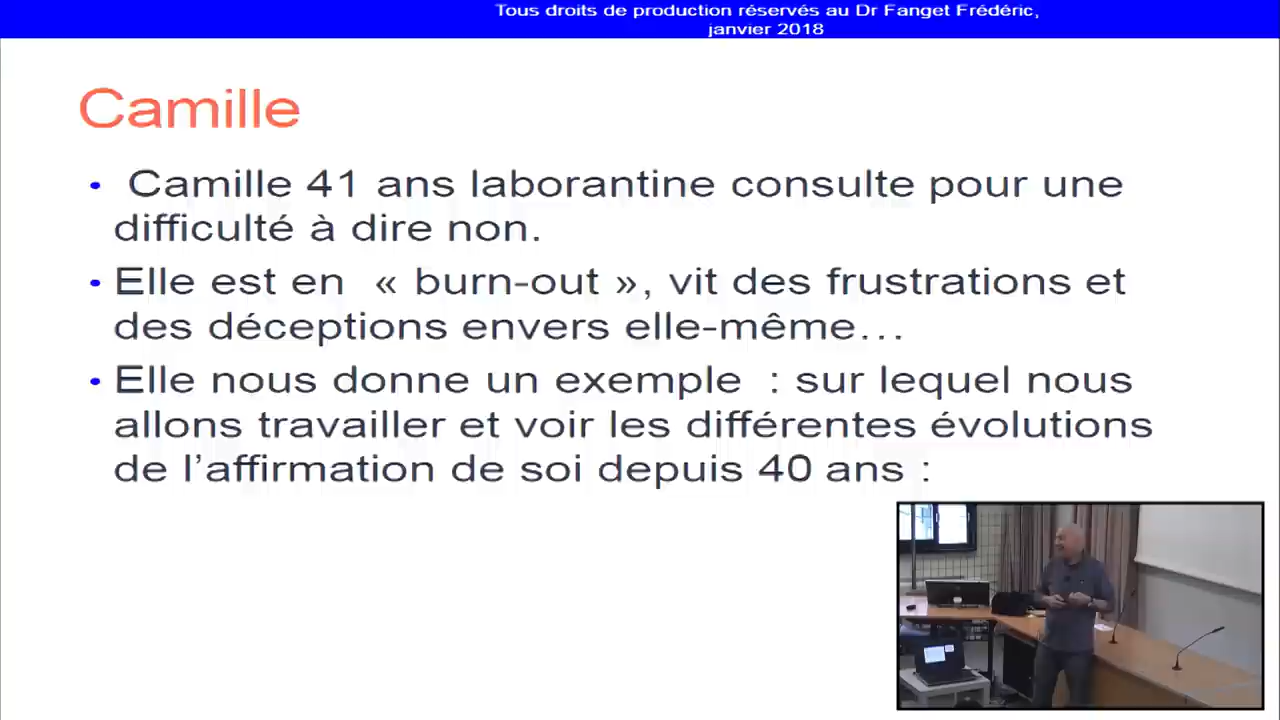 Tous droits de production réservés au Dr Fanget Frédéric,
janvier 2018
Camille
• Camille 41 ans laborantine consulte pour une
difficulté à dire non.
• Elle est en « burn-out », vit des frustrations et
des déceptions envers elle-même…
• Elle nous donne un exemple : sur lequel nous
allons travailler et voir les différentes évolutions
de l’affirmation de soi depuis 40 ans :